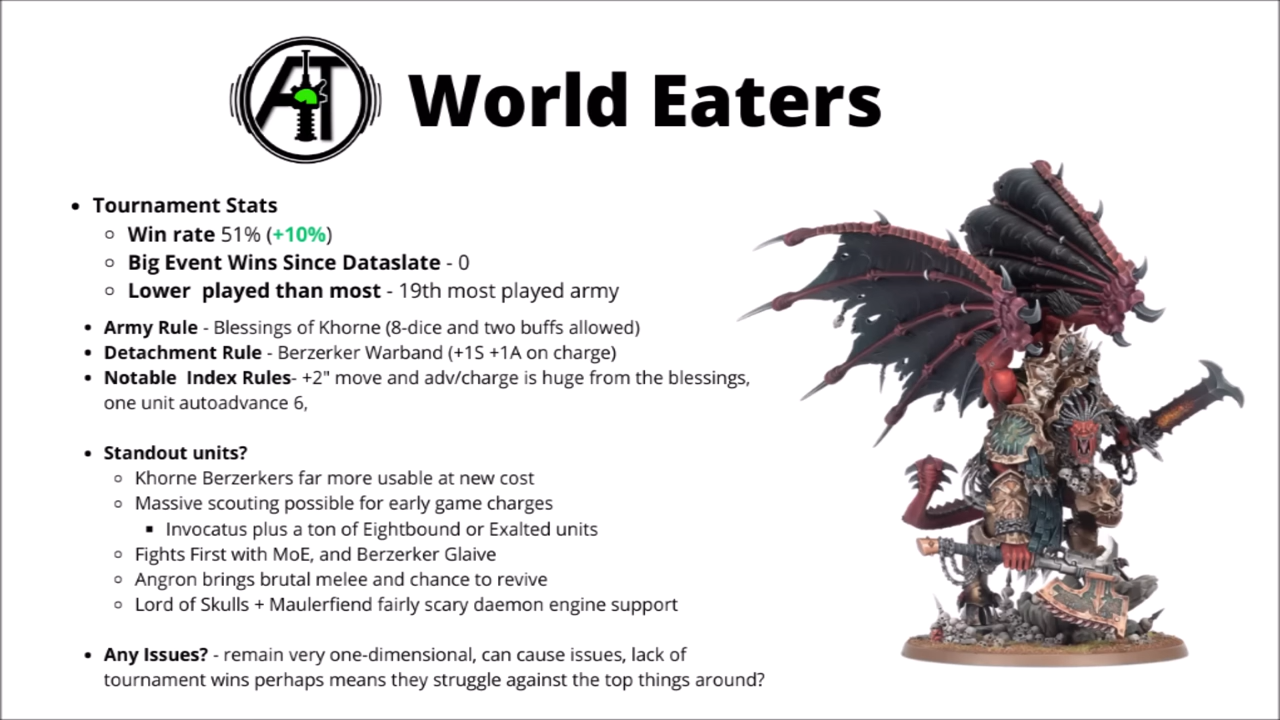 AT
World Eaters
• Tournament Stats
○ Win rate 51% (+10%)
○ Big Event Wins Since Dataslate - 0
○ Lower played than most - 19th most played army
• Army Rule - Blessings of Khorne (8-dice and two buffs allowed)
• Detachment Rule - Berzerker Warband (+1S +1A on charge)
• Notable Index Rules- +2" move and adv/charge is huge from the blessings,
one unit autoadvance 6,
• Standout units?
○ Khorne Berzerkers far more usable at new cost
○ Massive scouting possible for early game charges
▪ Invocatus plus a ton of Eightbound or Exalted units
○ Fights First with MoE, and Berzerker Glaive
○ Angron brings brutal melee and chance to revive
○ Lord of Skulls + Maulerfiend fairly scary daemon engine support
• Any Issues? - remain very one-dimensional, can cause issues, lack of
tournament wins perhaps means they struggle against the top things around?